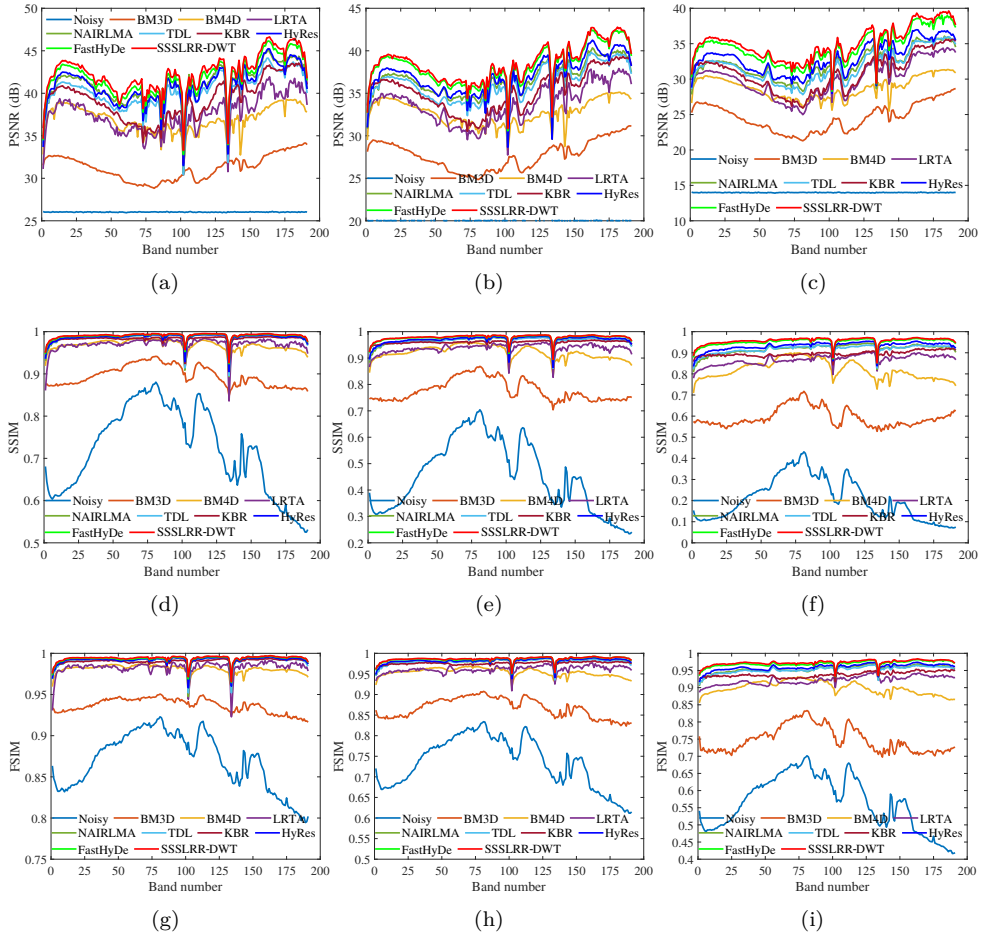 50
45
40
35
30
25
PSNR (dB)
Noisy BM3D BM4D LRTA
NAIRLMA TDL KBR HyRes
FastHyDe SSSLRR-DWT
0 25 50 75 100 125 150 175 200
Band number
(a)
45
40
35
30
25
20
PSNR (dB)
Noisy BM3D BM4D LRTA
NAIRLMA TDL KBR HyRes
FastHyDe SSSLRR-DWT
0 25 50 75 100 125 150 175 200
Band number
(b)
40
35
30
25
20
15
10
PSNR (dB)
Noisy BM3D BM4D LRTA
NAIRLMA TDL KBR HyRes
FastHyDe SSSLRR-DWT
0 25 50 75 100 125 150 175 200
Band number
(c)
1
0.9
0.8
0.7
0.6
0.5
SSIM
Noisy BM3D BM4D LRTA
NAIRLMA TDL KBR HyRes
FastHyDe SSSLRR-DWT
0 25 50 75 100 125 150 175 200
Band number
(d)
1
0.9
0.8
0.7
0.6
0.5
0.4
0.3
0.2
SSIM
Noisy BM3D BM4D LRTA
NAIRLMA TDL KBR HyRes
FastHyDe SSSLRR-DWT
0 25 50 75 100 125 150 175 200
Band number
(e)
1
0.9
0.8
0.7
0.6
0.5
0.4
0.3
0.2
0.1
0
SSIM
Noisy BM3D BM4D LRTA
NAIRLMA TDL KBR HyRes
FastHyDe SSSLRR-DWT
0 25 50 75 100 125 150 175 200
Band number
(f)
1
0.95
0.9
0.85
0.8
0.75
FSIM
Noisy BM3D BM4D LRTA
NAIRLMA TDL KBR HyRes
FastHyDe SSSLRR-DWT
0 25 50 75 100 125 150 175 200
Band number
(g)
1
0.95
0.9
0.85
0.8
0.75
0.7
0.65
0.6
0.55
0.5
FSIM
Noisy BM3D BM4D LRTA
NAIRLMA TDL KBR HyRes
FastHyDe SSSLRR-DWT
0 25 50 75 100 125 150 175 200
Band number
(h)
1
0.95
0.9
0.85
0.8
0.75
0.7
0.65
0.6
0.55
0.5
0.45
0.4
FSIM
Noisy BM3D BM4D LRTA
NAIRLMA TDL KBR HyRes
FastHyDe SSSLRR-DWT
0 25 50 75 100 125 150 175 200
Band number
(i)